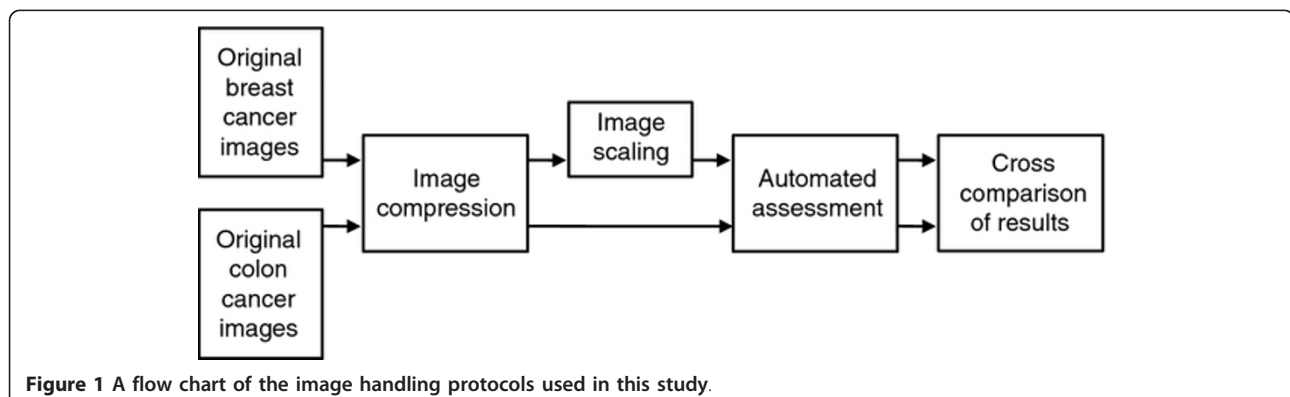 Original
breast
cancer
images
Original
colon
cancer
images
Image
compression
Image
scaling
Automated
assessment
Cross
comparison
of results
Figure 1 A flow chart of the image handling protocols used in this study.